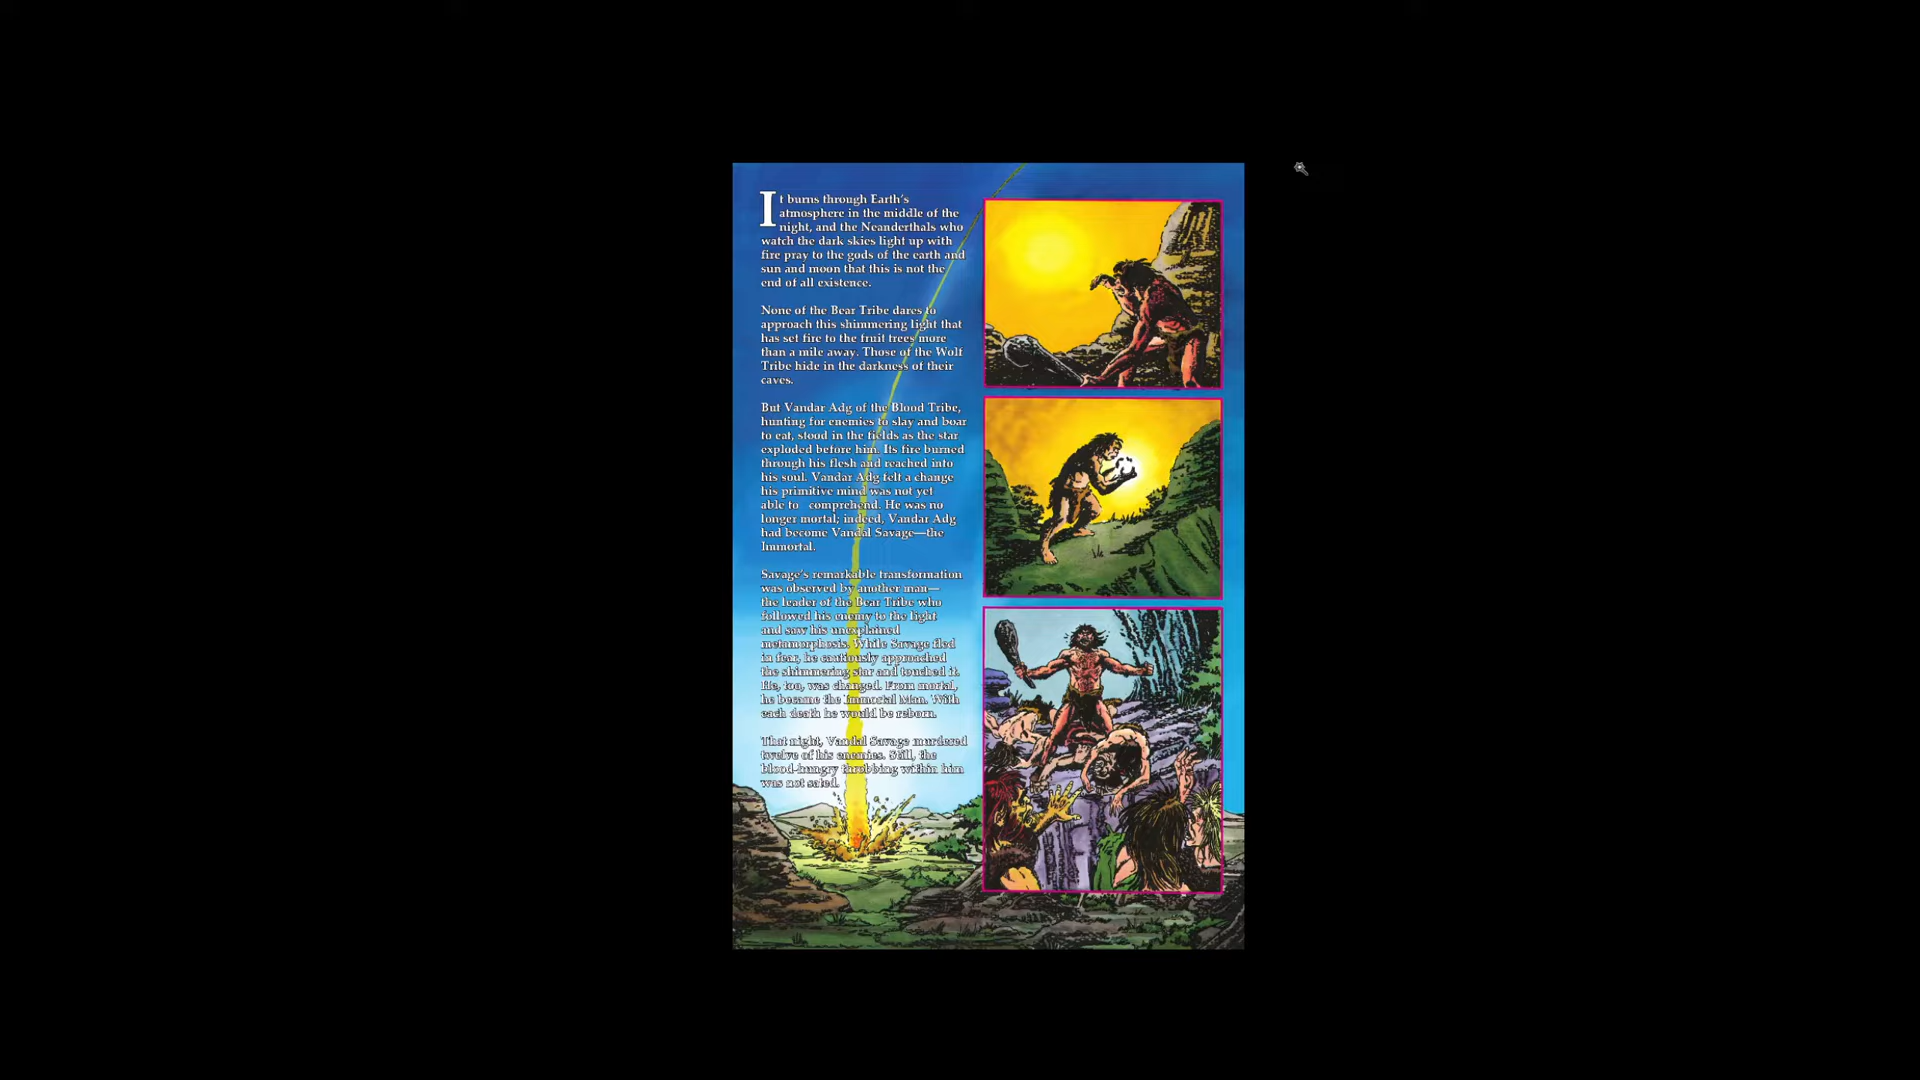 It burns through Earth's
atmosphere in the middle of the
night, and the Neanderthals who
watch the dark skies light up with
fire pray to the gods of the earth and
sun and moon that this is not the
end of all existence.
None of the Bear Tribe dares to
approach this shimmering light that
has set fire to the fruit trees more
than a mile away. Those of the Wolf
Tribe hide in the darkness of their
caves.
But Vandar Adg of the Blood Tribe,
hunting for enemies to slay and boar
to eat, stood in the fields as the star
exploded before him. Its fire burned
through his flesh and reached into
his soul. Vandar Adg felt a change
his primitive mind was not yet
able to comprehend. He was no
longer mortal; indeed, Vandar Adg
had become Vandal Savage—the
Immortal.
Savage's remarkable transformation
was observed by another man—
the leader of the Bear Tribe who
followed his enemy to the light
and saw his unexplained
metamorphosis. While Savage fled
in fear, he cautiously approached
the shimmering star and touched it.
He, too, was changed. From mortal,
he became the Immortal Man. With
each death he would be reborn.
That night, Vandal Savage murdered
twelve of his enemies. Still, the
blood-hungry throbbing within him
was not sated.